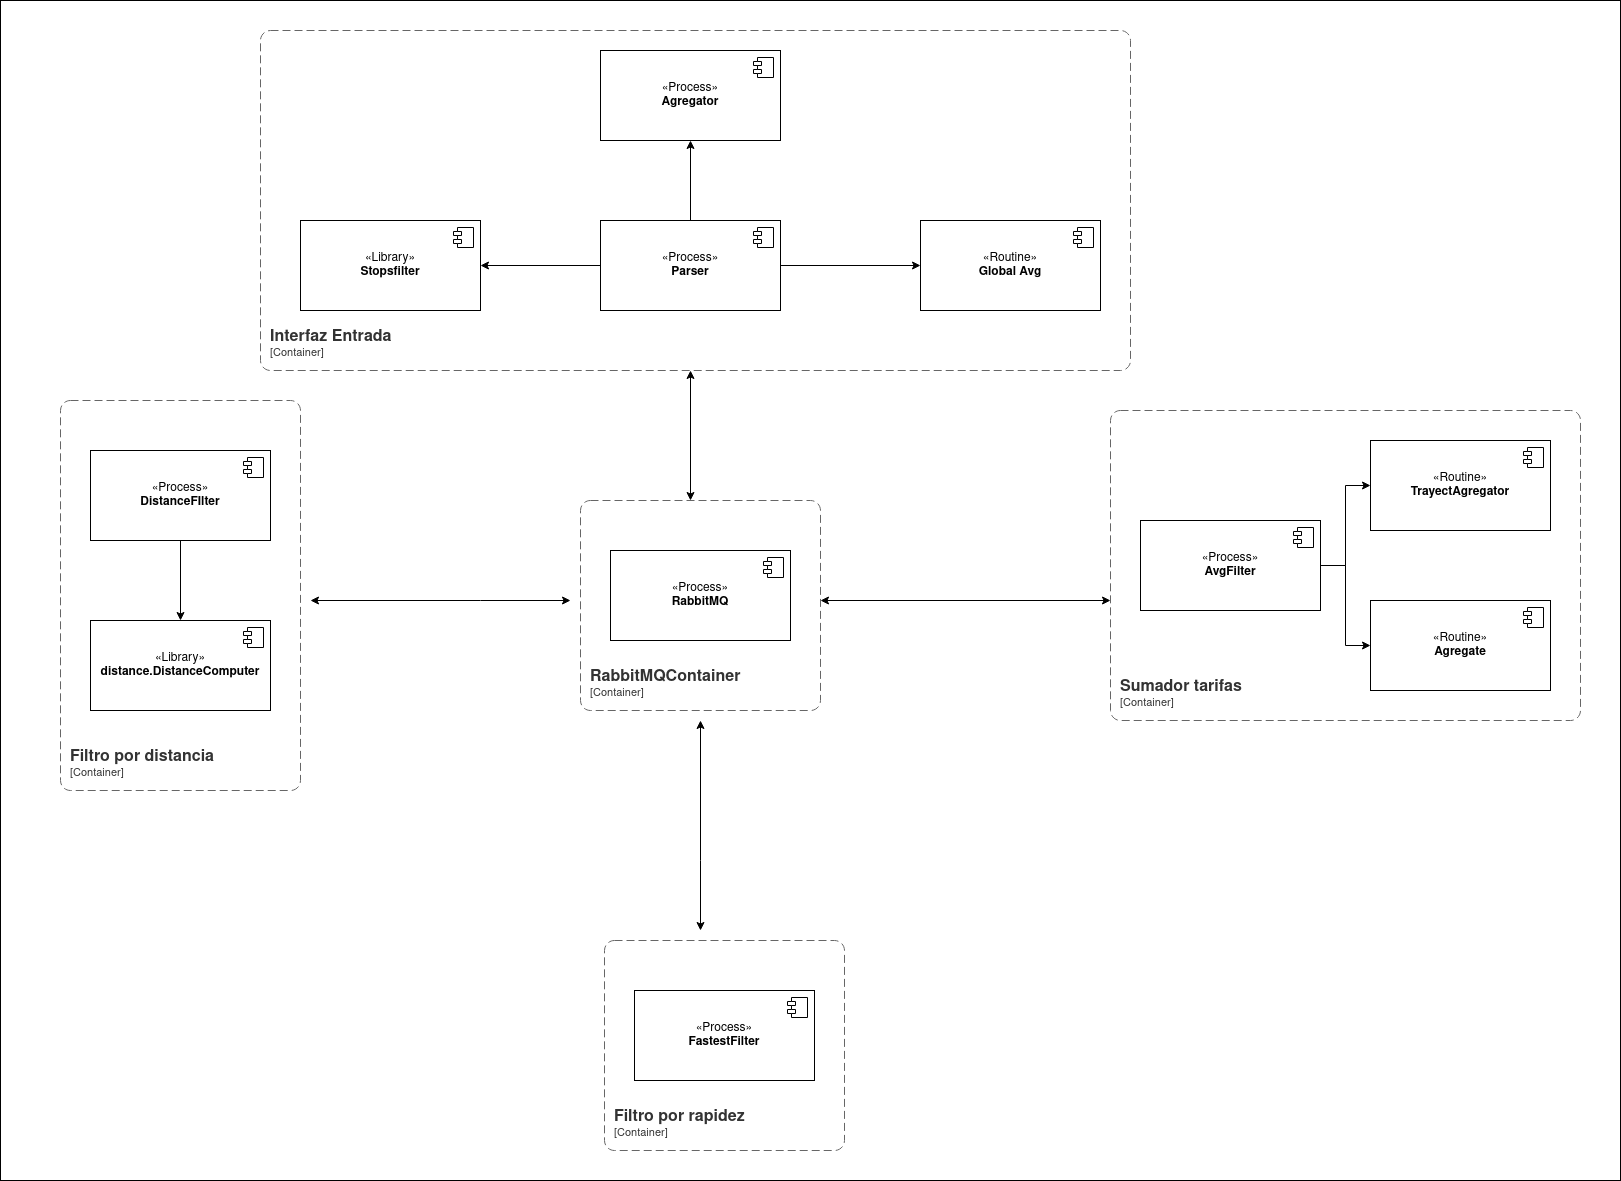 «Process»
Agregator
«Library»
Stopsfilter
«Process»
Parser
«Routine»
Global Avg
Interfaz Entrada
[Container]
«Process»
DistanceFIlter
«Library»
distance.DistanceComputer
Filtro por distancia
[Container]
«Process»
RabbitMQ
RabbitMQContainer
[Container]
«Process»
AvgFilter
«Routine»
TrayectAgregator
«Routine»
Agregate
Sumador tarifas
[Container]
«Process»
FastestFilter
Filtro por rapidez
[Container]